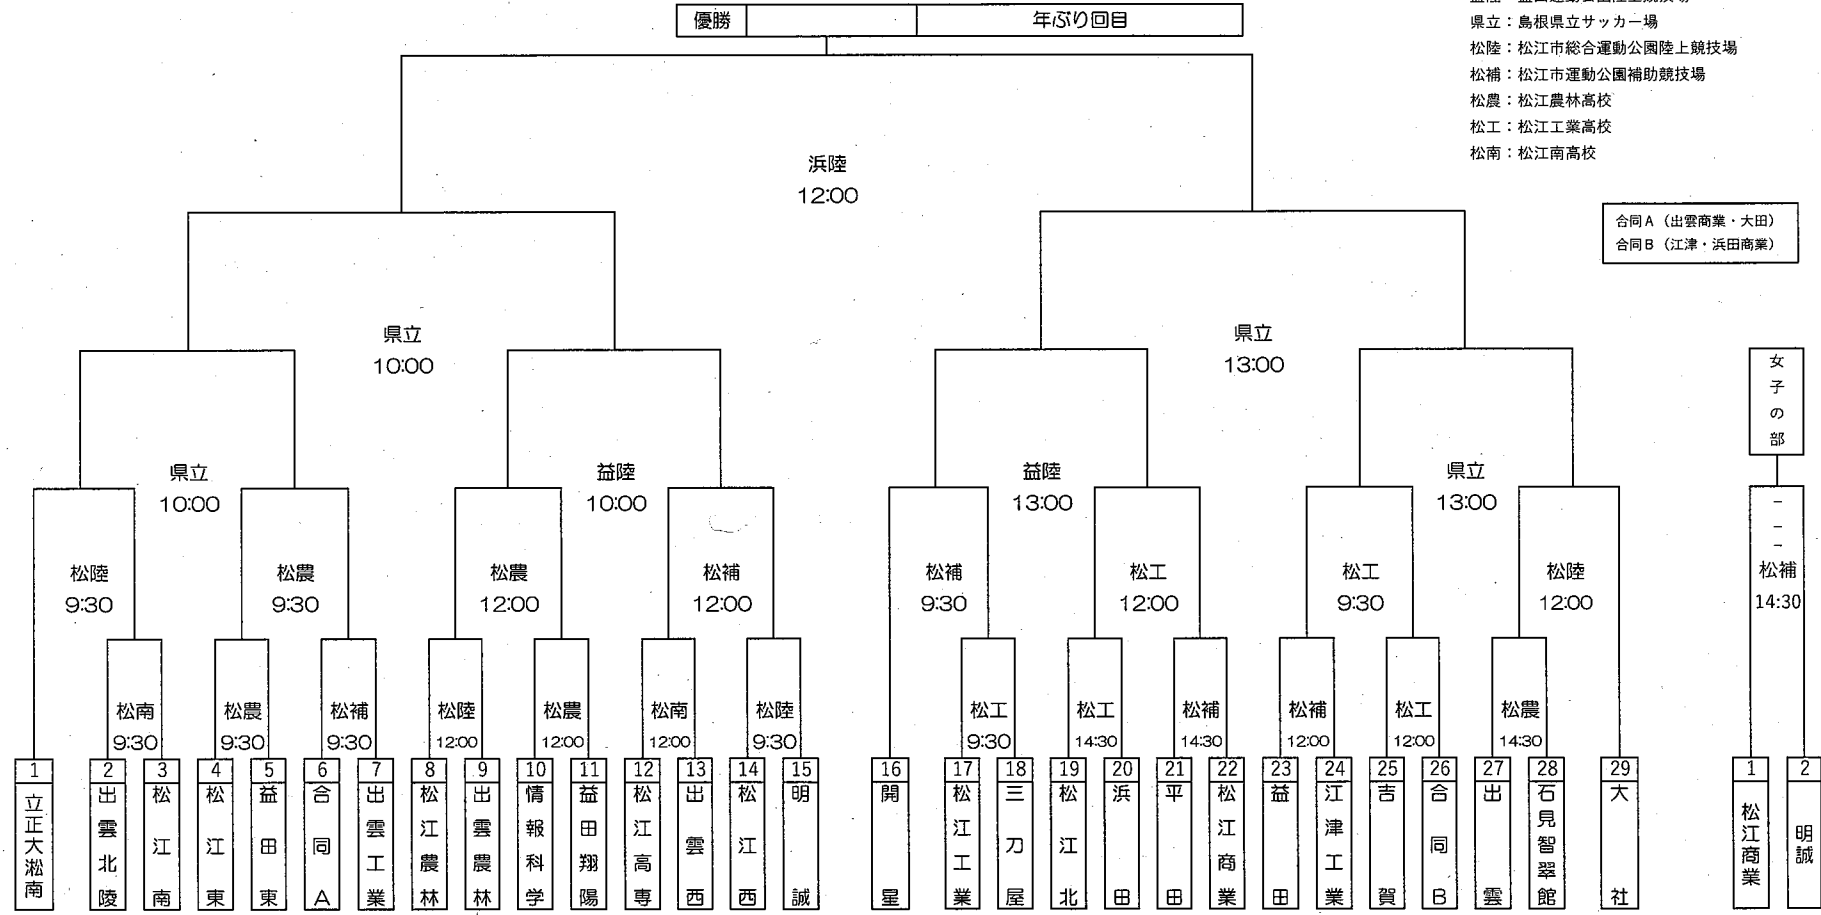 優勝 年ぶり回目
県立：島根県立サッカー場
松陸：松江市総合運動公園陸上競技場
松補：松江市運動公園補助競技場
松農：松江農林高校
松工：松江工業高校
松南：松江南高校
合同A（出雲商業・大田）
合同B（江津・浜田商業）
浜陸
12:00
県立
10:00
県立
13:00
県立
10:00
益陸
10:00
益陸
13:00
県立
13:00
松陸
9:30
松農
9:30
松農
12:00
松補
12:00
松補
9:30
松工
12:00
松工
9:30
松陸
12:00
松南
9:30
松農
9:30
松補
9:30
松陸
12:00
松農
12:00
松南
12:00
松陸
9:30
松工
9:30
松工
14:30
松補
14:30
松補
12:00
松工
12:00
松農
14:30
1 立正大淞南
2 出雲北陵
3 松江南
4 松江東
5 益田東
6 合同A
7 出雲工業
8 松江農林
9 出雲農林
10 情報科学
11 益田翔陽
12 松江高専
13 出雲西
14 松江西
15 明誠
16 開星
17 松江工業
18 三刀屋
19 松江北
20 浜田
21 平田
22 松江商業
23 益田
24 江津工業
25 吉賀
26 合同B
27 出雲
28 石見智翠館
29 大社
女子の部
松補
14:30
1 松江商業
2 明誠